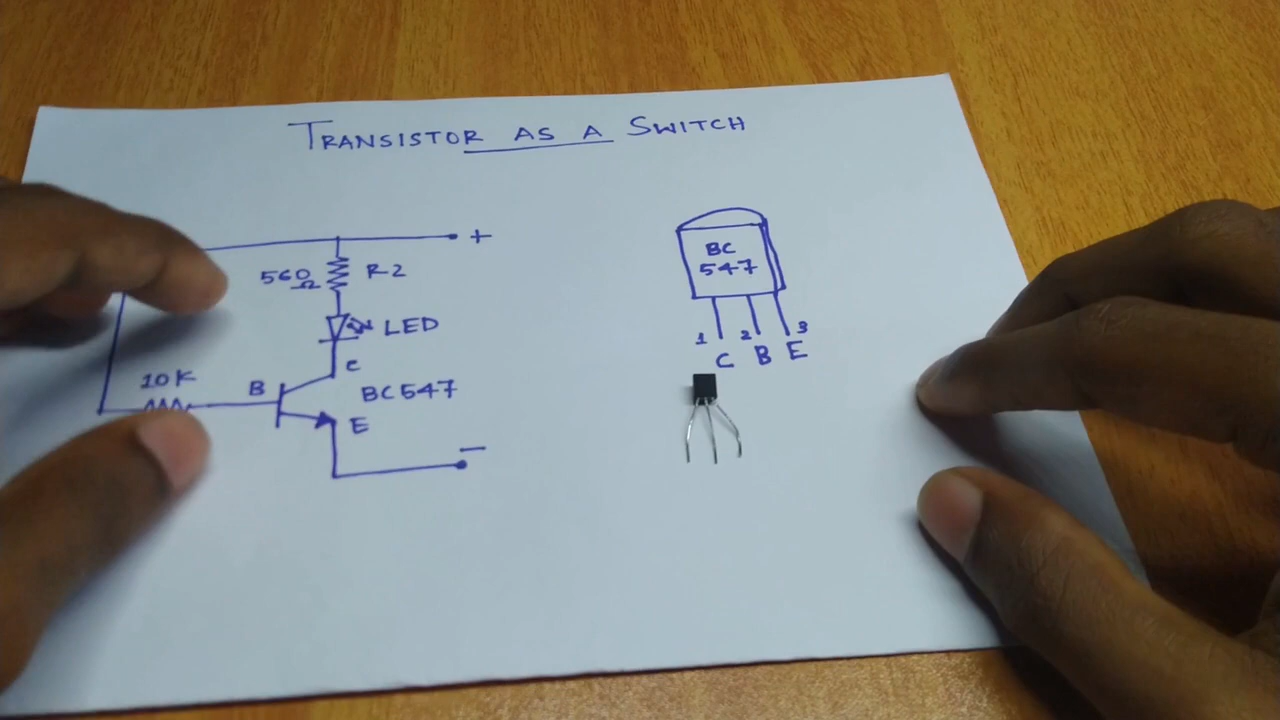 TRANSISTOR AS A SWITCH
+
560Ω R2
LED
C
10K
B
BC547
E
−
BC
547
1 2 3
C B E